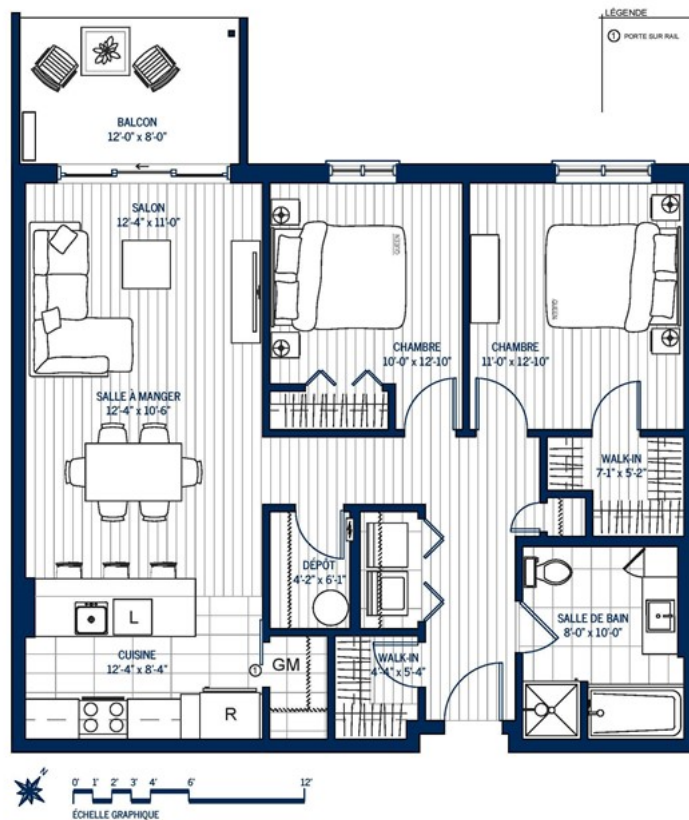 LÉGENDE
1 PORTE SUR RAIL
BALCON
12'-0" x 8'-0"
SALON
12'-4" x 11'-0"
QUEEN
QUEEN
CHAMBRE
10'-0" x 12'-10"
CHAMBRE
11'-0" x 12'-10"
SALLE À MANGER
12'-4" x 10'-6"
WALK-IN
7'-1" x 5'-2"
DÉPÔT
4'-2" x 6'-1"
L
SALLE DE BAIN
8'-0" x 10'-0"
CUISINE
12'-4" x 8'-4"
1
GM
WALK-IN
4'-4" x 5'-4"
R
N
0' 1' 2' 3' 4' 6' 12'
ÉCHELLE GRAPHIQUE